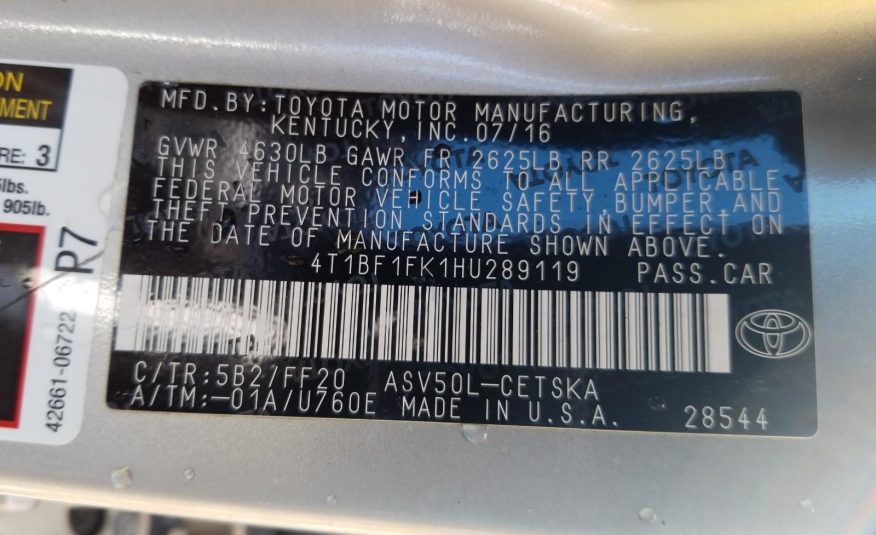 ON
MENT
RE: 3
lbs.
905lb.
P7
42661-06722
MFD.BY:TOYOTA MOTOR MANUFACTURING,
KENTUCKY, INC.07/16
GVWR 4630LB GAWR FR 2625LB RR 2625LB
THIS VEHICLE CONFORMS TO ALL APPLICABLE
FEDERAL MOTOR VEHICLE SAFETY,BUMPER,AND
THEFT PREVENTION STANDARDS IN EFFECT ON
THE DATE OF MANUFACTURE SHOWN ABOVE.
4T1BF1FK1HU289119 PASS.CAR
C/TR:5B27FF20 ASV50L-CETSKA
A/TM:-01A/U760E MADE IN U.S.A. 28544